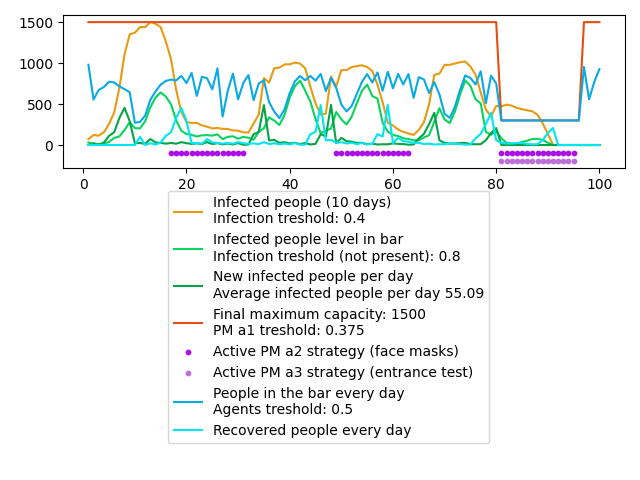 1500
1000
500
0
0
20
40
60
80
100
Infected people (10 days)
Infection treshold: 0.4
Infected people level in bar
Infection treshold (not present): 0.8
New infected people per day
Average infected people per day 55.09
Final maximum capacity: 1500
PM a1 treshold: 0.375
Active PM a2 strategy (face masks)
Active PM a3 strategy (entrance test)
People in the bar every day
Agents treshold: 0.5
Recovered people every day